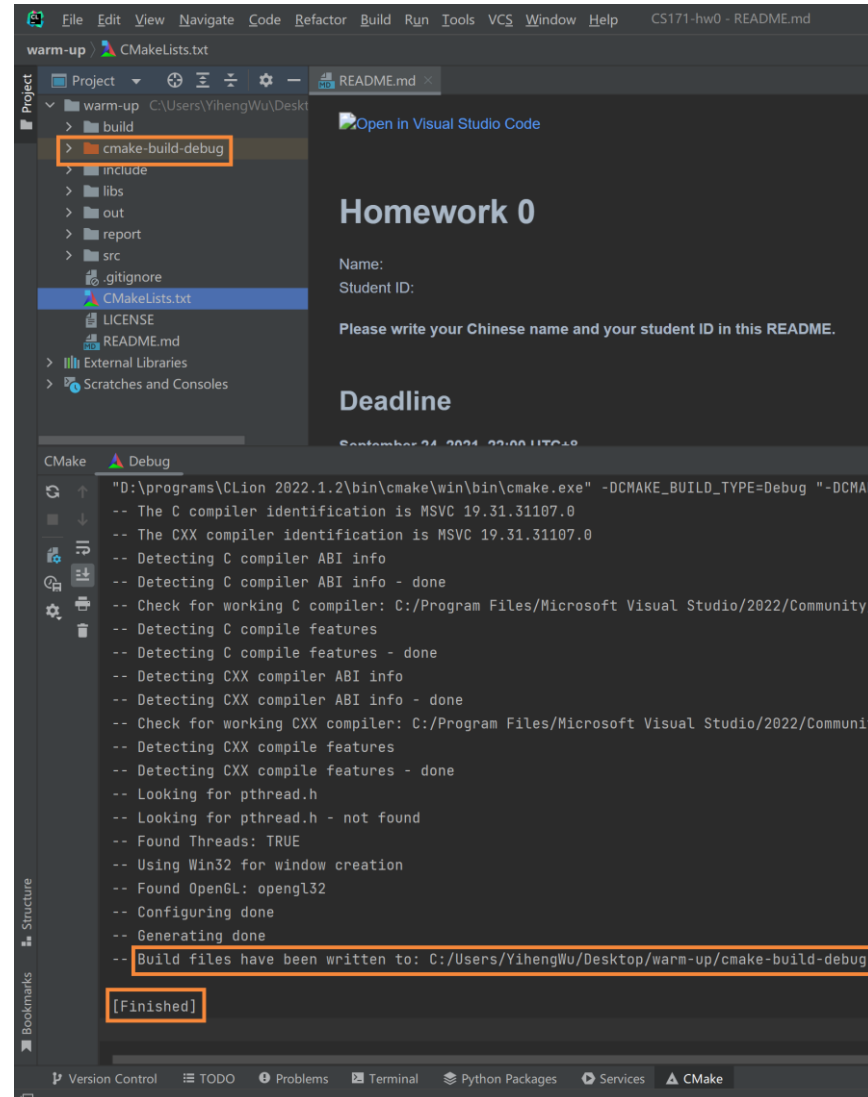 File Edit View Navigate Code Refactor Build Run Tools VCS Window Help CS171-hw0 - README.md
warm-up CMakeLists.txt
Project
Project
README.md
warm-up C:\Users\YihengWu\Deskt
build
cmake-build-debug
include
libs
out
report
src
.gitignore
CMakeLists.txt
LICENSE
README.md
External Libraries
Scratches and Consoles
Open in Visual Studio Code
Homework 0
Name:
Student ID:
Please write your Chinese name and your student ID in this README.
Deadline
September 24, 2021, 22:00 UTC+8
CMake Debug
"D:\programs\CLion 2022.1.2\bin\cmake\win\bin\cmake.exe" -DCMAKE_BUILD_TYPE=Debug "-DCMA
-- The C compiler identification is MSVC 19.31.31107.0
-- The CXX compiler identification is MSVC 19.31.31107.0
-- Detecting C compiler ABI info
-- Detecting C compiler ABI info - done
-- Check for working C compiler: C:/Program Files/Microsoft Visual Studio/2022/Community
-- Detecting C compile features
-- Detecting C compile features - done
-- Detecting CXX compiler ABI info
-- Detecting CXX compiler ABI info - done
-- Check for working CXX compiler: C:/Program Files/Microsoft Visual Studio/2022/Communi
-- Detecting CXX compile features
-- Detecting CXX compile features - done
-- Looking for pthread.h
-- Looking for pthread.h - not found
-- Found Threads: TRUE
-- Using Win32 for window creation
-- Found OpenGL: opengl32
-- Configuring done
-- Generating done
-- Build files have been written to: C:/Users/YihengWu/Desktop/warm-up/cmake-build-debug
[Finished]
Structure
Bookmarks
Version Control TODO Problems Terminal Python Packages Services CMake